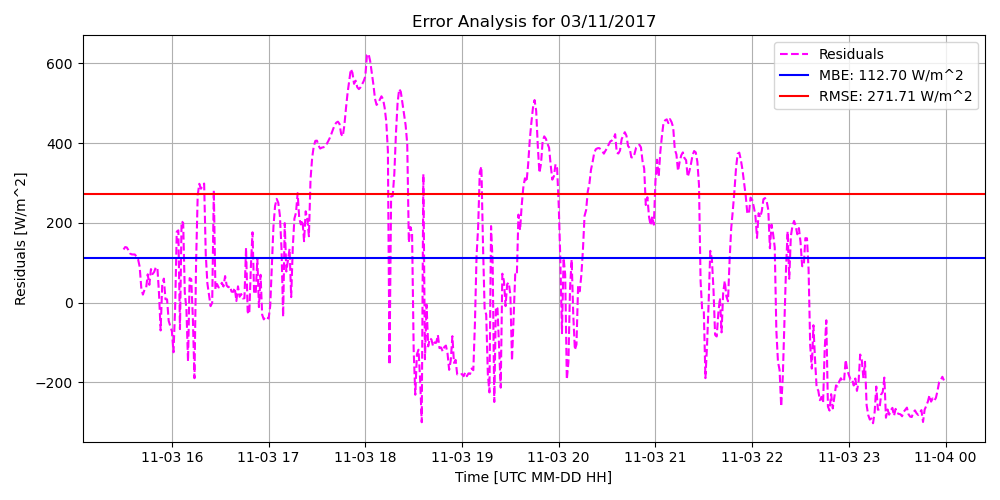 Error Analysis for 03/11/2017
Residuals
MBE: 112.70 W/m^2
RMSE: 271.71 W/m^2
Residuals [W/m^2]
600
400
200
0
−200
11-03 16
11-03 17
11-03 18
11-03 19
11-03 20
11-03 21
11-03 22
11-03 23
11-04 00
Time [UTC MM-DD HH]